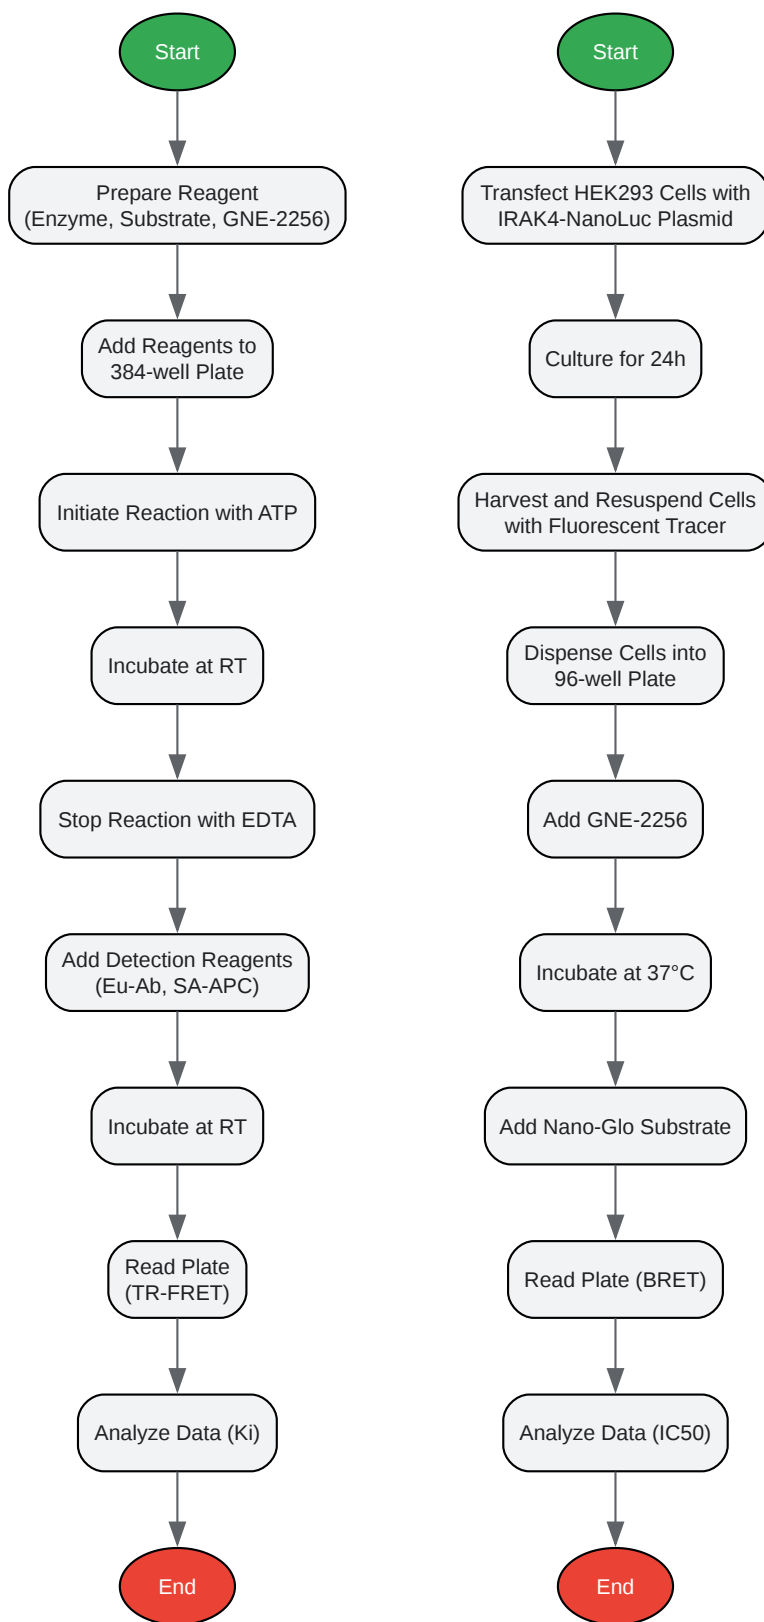 Start
Prepare Reagent
(Enzyme, Substrate, GNE-2256)
Add Reagents to
384-well Plate
Initiate Reaction with ATP
Incubate at RT
Stop Reaction with EDTA
Add Detection Reagents
(Eu-Ab, SA-APC)
Incubate at RT
Read Plate
(TR-FRET)
Analyze Data (Ki)
End
Start
Transfect HEK293 Cells with
IRAK4-NanoLuc Plasmid
Culture for 24h
Harvest and Resuspend Cells
with Fluorescent Tracer
Dispense Cells into
96-well Plate
Add GNE-2256
Incubate at 37°C
Add Nano-Glo Substrate
Read Plate (BRET)
Analyze Data (IC50)
End